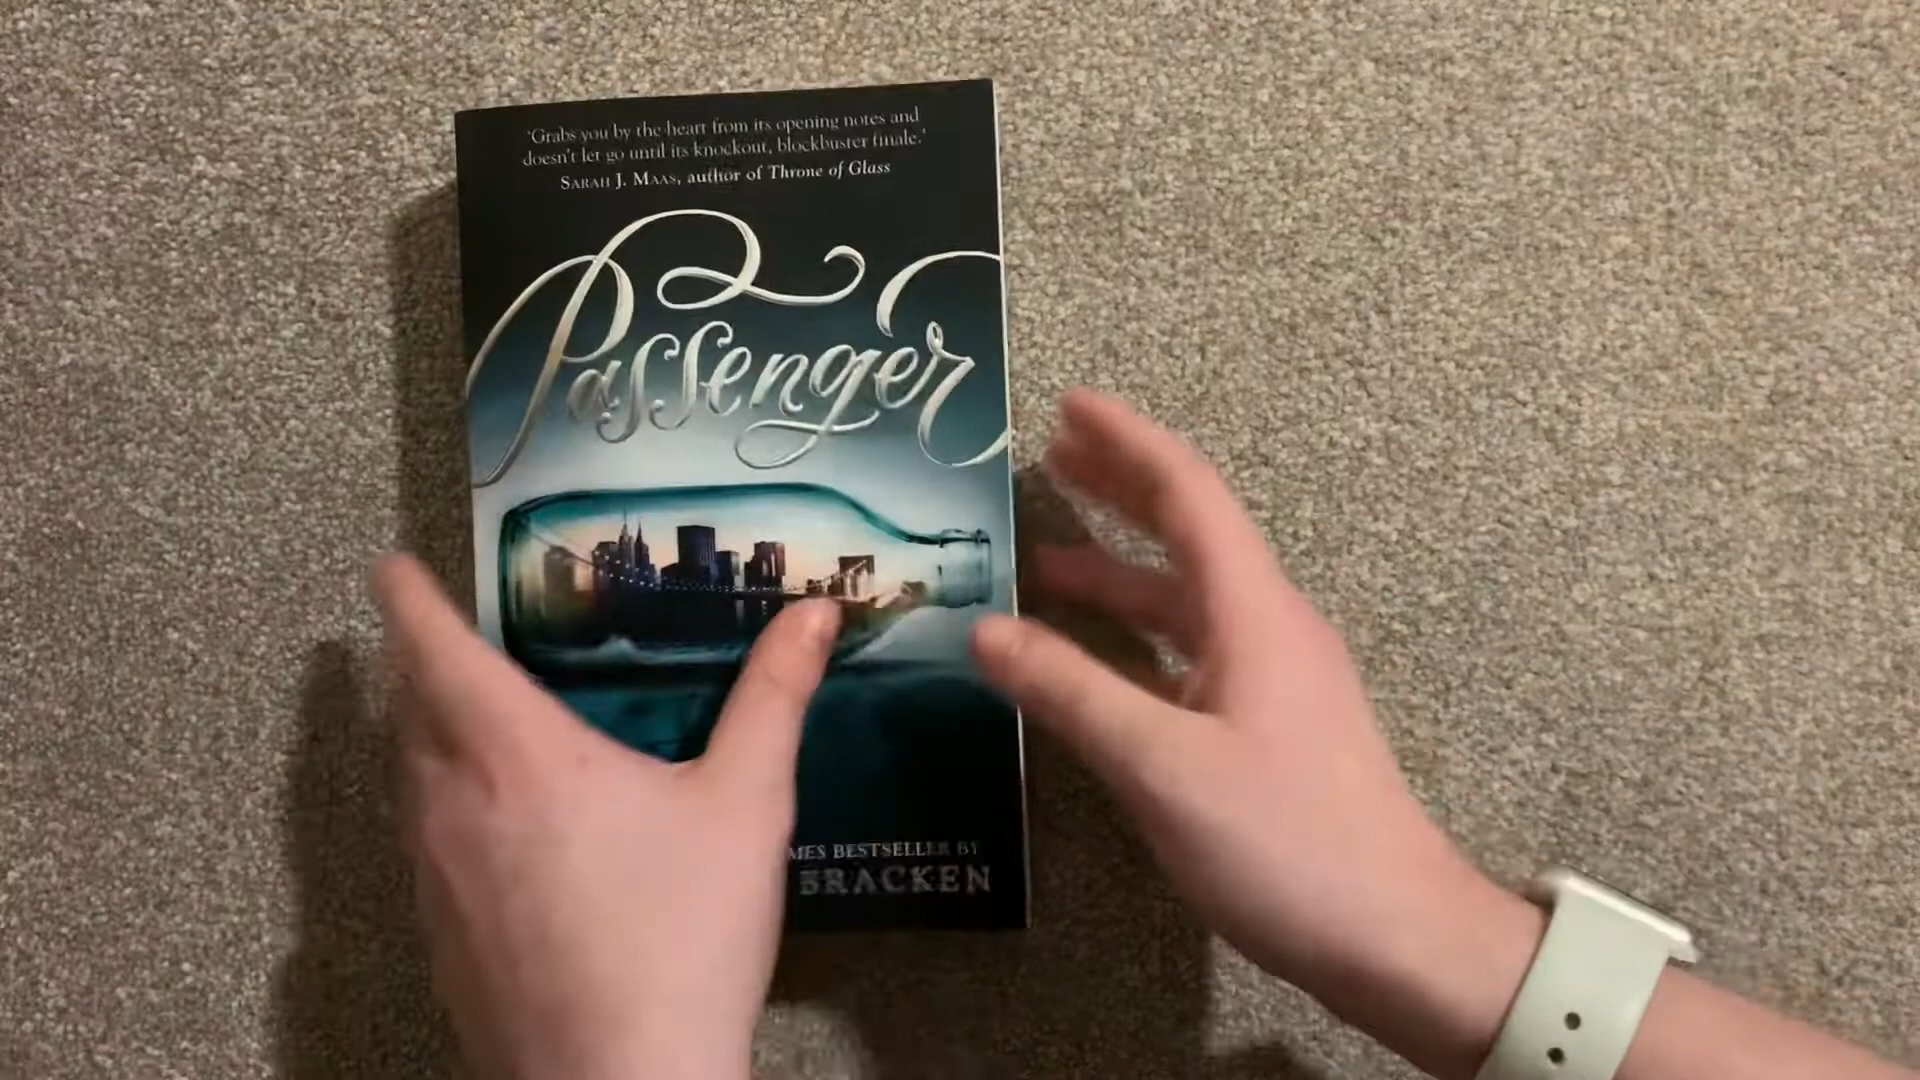 'Grabs you by the heart from its opening notes and
doesn't let go until its knockout, blockbuster finale.'
SARAH J. MAAS, author of Throne of Glass
Passenger
BESTSELLER BY
BRACKEN